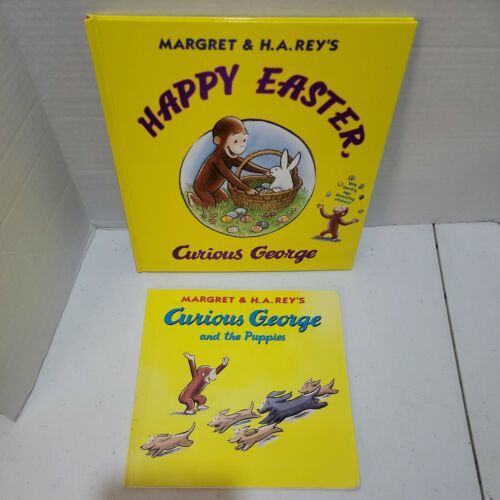 MARGRET & H.A. REY'S
HAPPY EASTER,
Curious George
MARGRET & H.A. REY'S
Curious George
and the Puppies